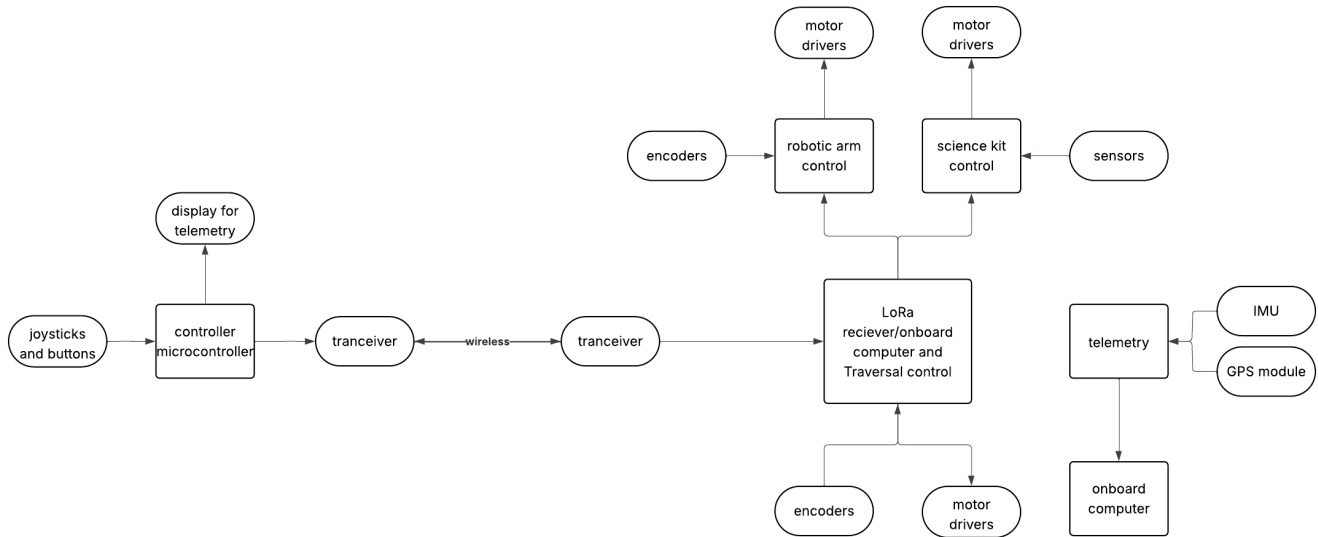 motor
drivers
motor
drivers
encoders
robotic arm
control
science kit
control
sensors
display for
telemetry
joysticks
and buttons
controller
microcontroller
tranceiver
wireless
tranceiver
LoRa
reciever/onboard
computer and
Traversal control
telemetry
IMU
GPS module
encoders
motor
drivers
onboard
computer